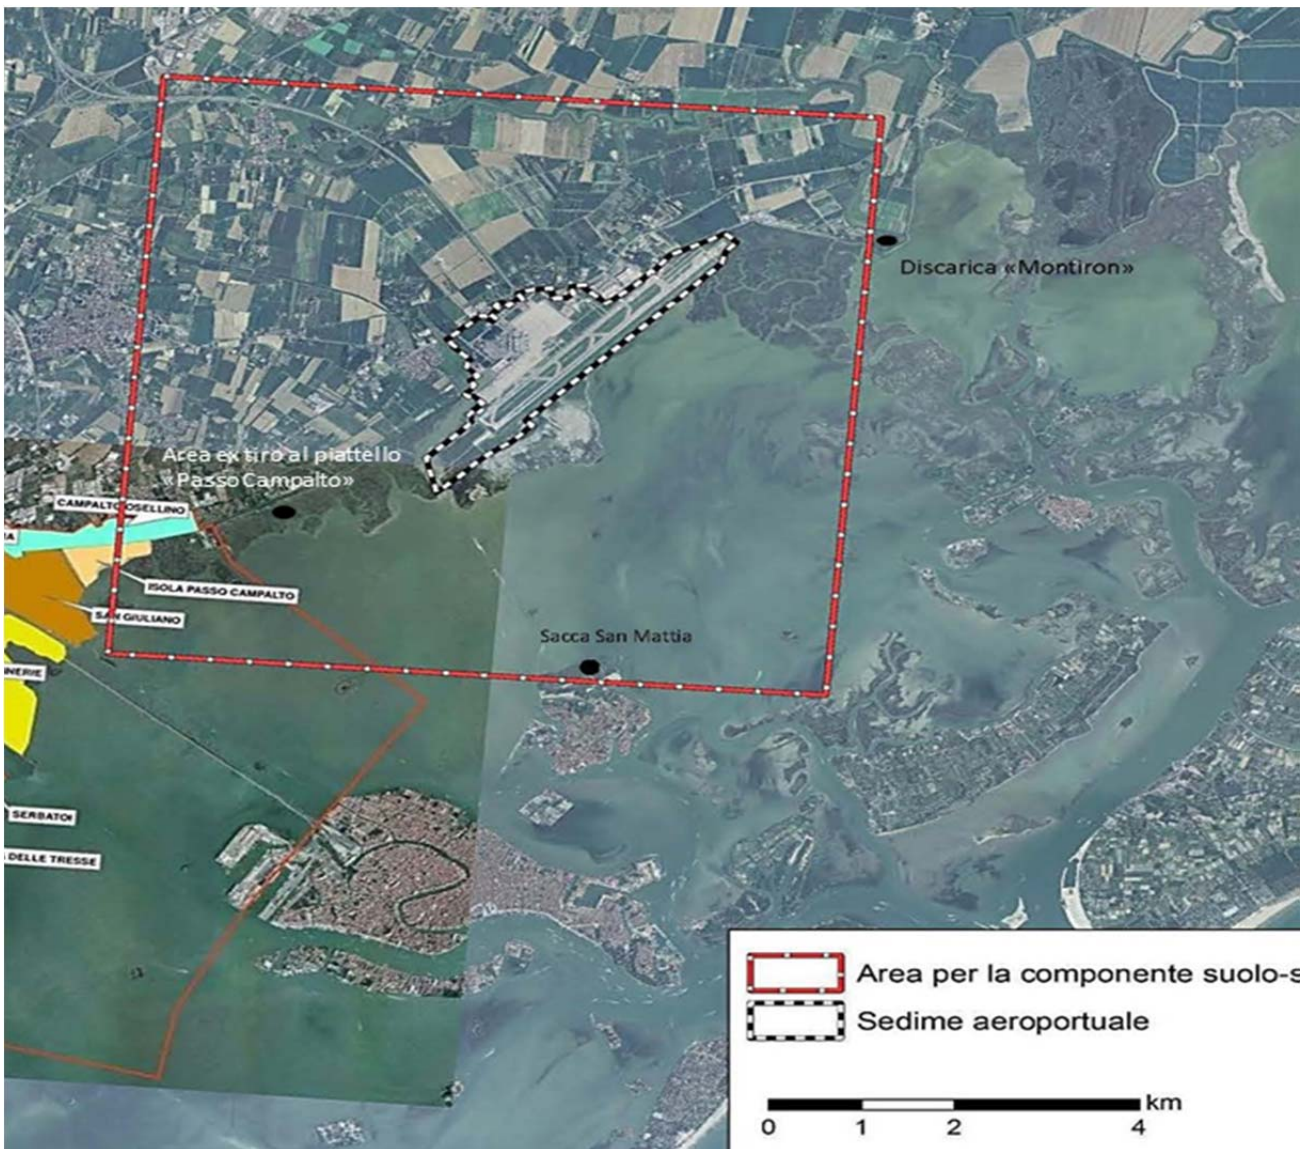 Discarica «Montiron»
Area ex tiro al piattello
«Passo Campalto»
CAMPALTO OSELLINO
ISOLA PASSO CAMPALTO
SAN GIULIANO
Sacca San Mattia
SERBATOI
DELLE TRESSE
Area per la componente suolo-s
Sedime aeroportuale
km
0 1 2 4